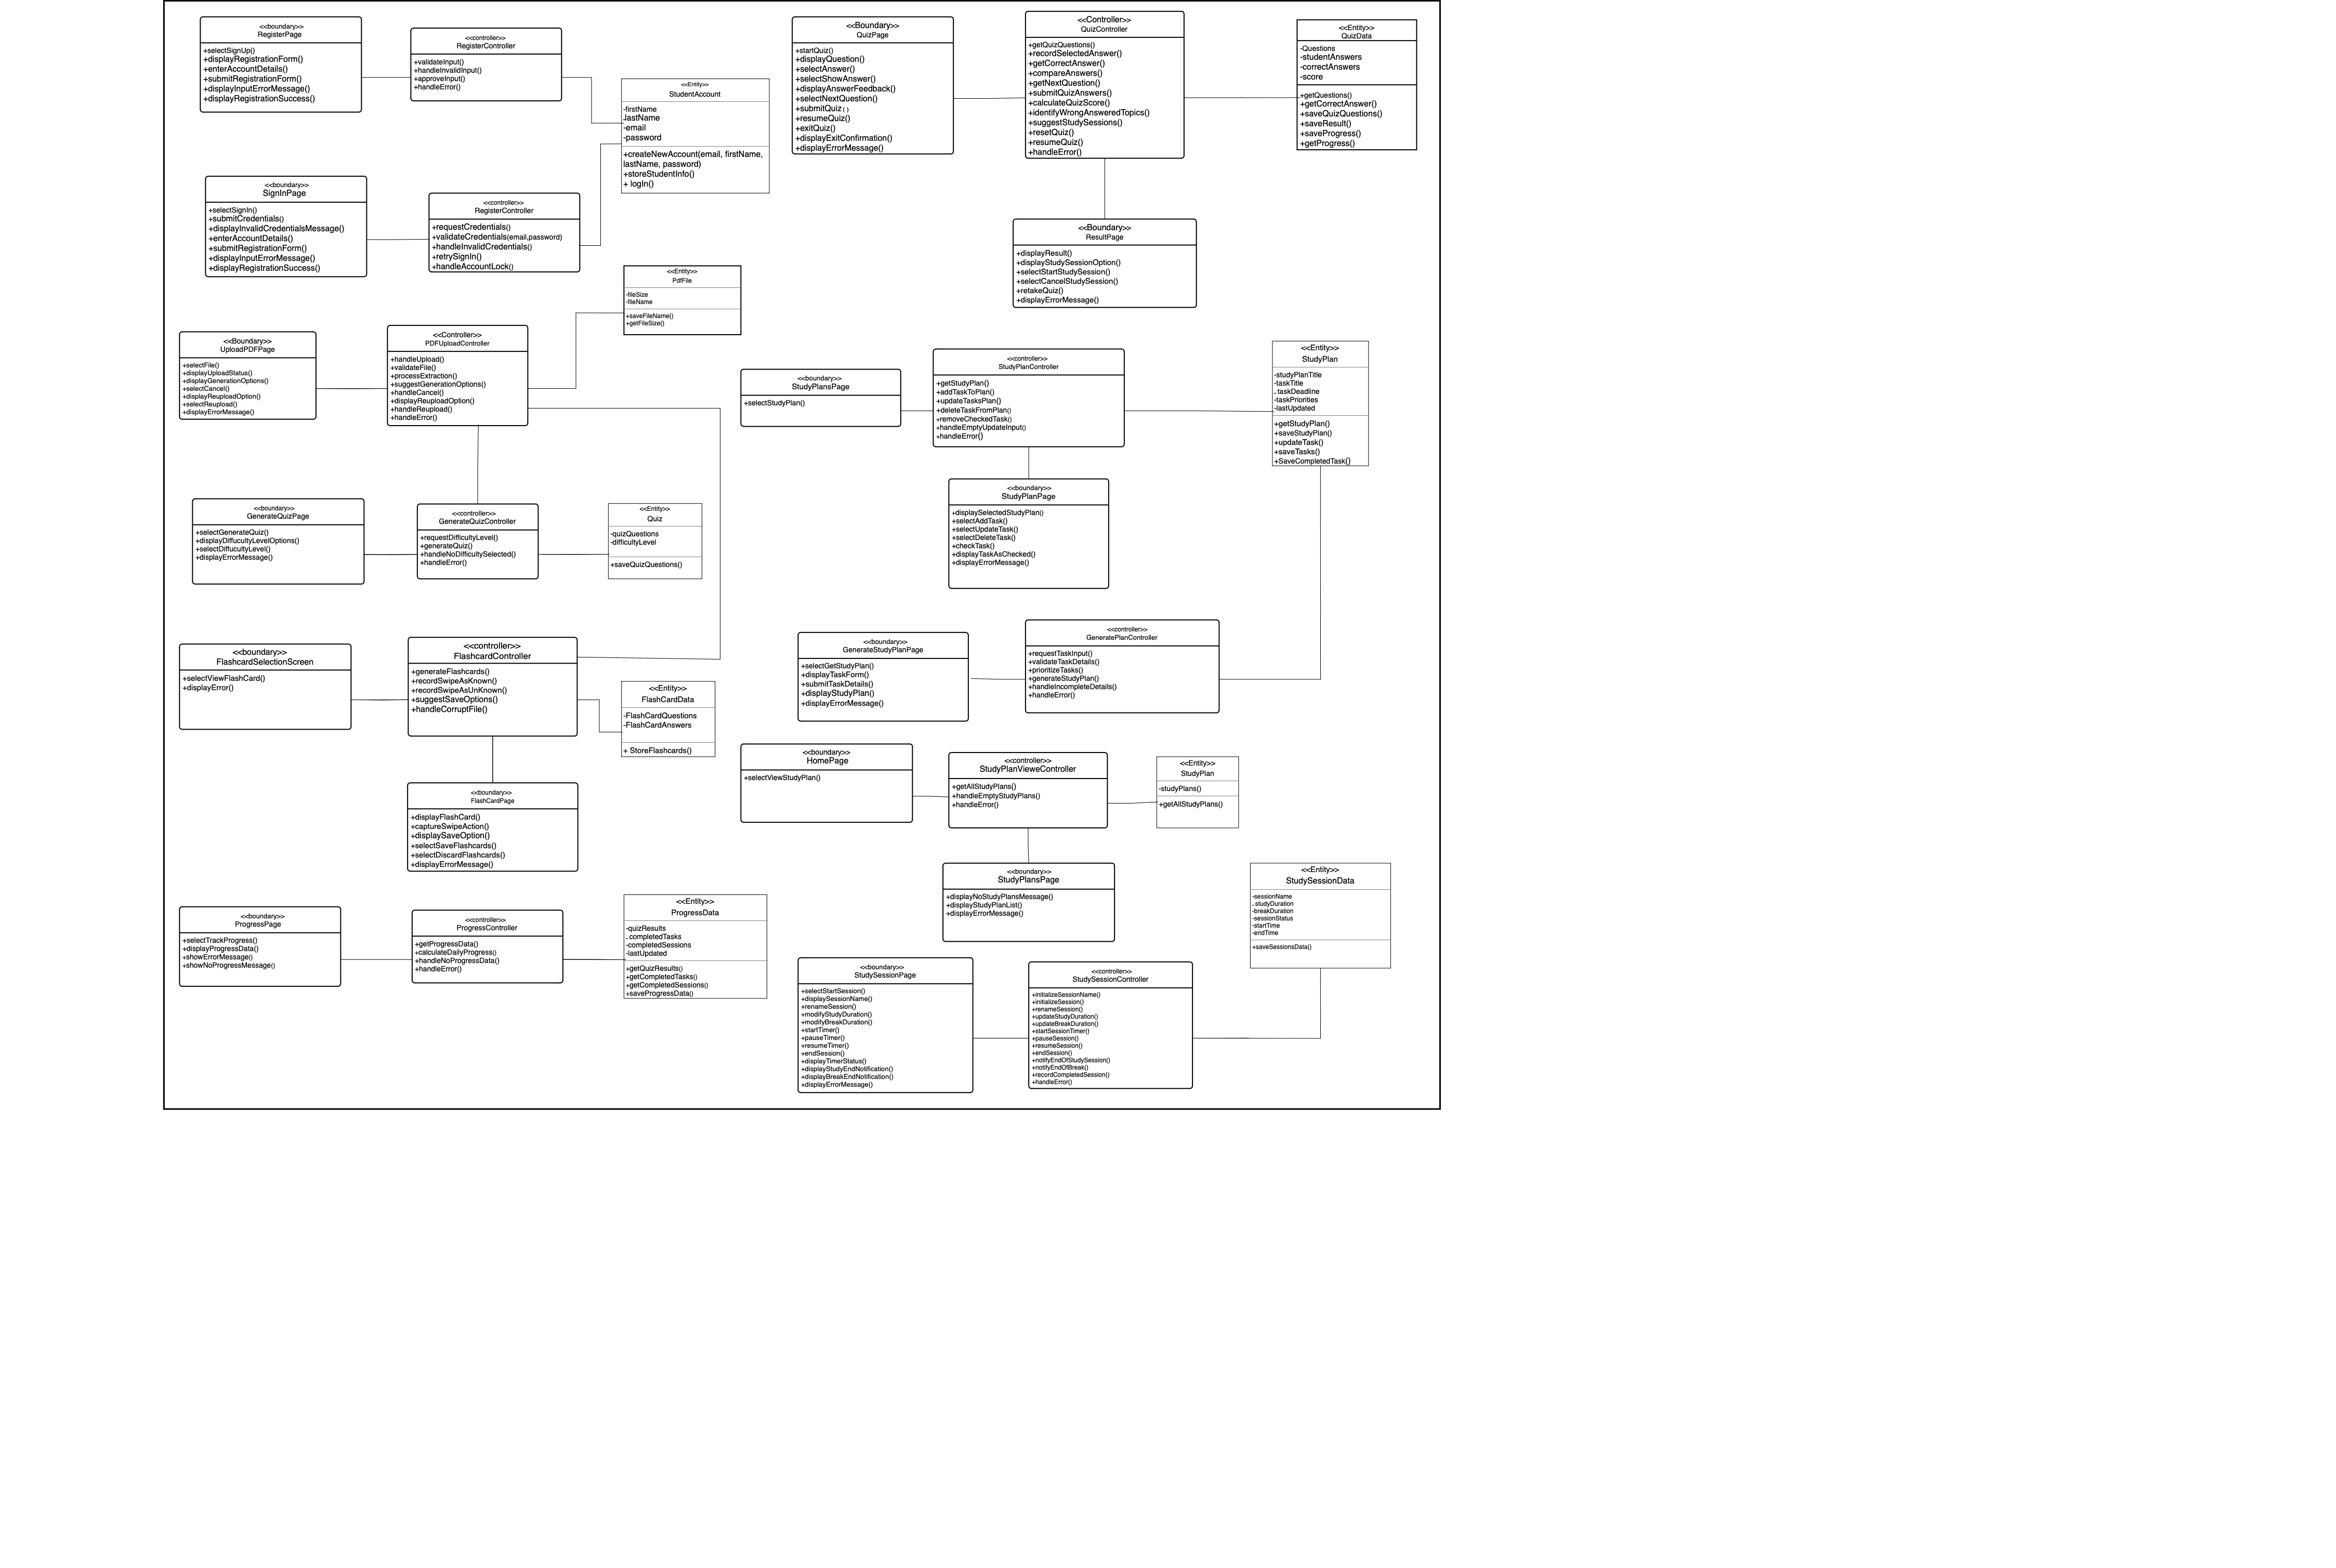 <<boundary>>
RegisterPage
+selectSignUp()
+displayRegistrationForm()
+enterAccountDetails()
+submitRegistrationForm()
+displayInputErrorMessage()
+displayRegistrationSuccess()
<<controller>>
RegisterController
+validateInput()
+handleInvalidInput()
+approveInput()
+handleError()
<<Entity>>
StudentAccount
-firstName
-lastName
-email
-password
+createNewAccount(email, firstName,
lastName, password)
+storeStudentInfo()
+ logIn()
<<boundary>>
SignInPage
+selectSignIn()
+submitCredentials()
+displayInvalidCredentialsMessage()
+enterAccountDetails()
+submitRegistrationForm()
+displayInputErrorMessage()
+displayRegistrationSuccess()
<<controller>>
RegisterController
+requestCredentials()
+validateCredentials(email,password)
+handleInvalidCredentials()
+retrySignIn()
+handleAccountLock()
<<Entity>>
PdfFile
-fileSize
-fileName
+saveFileName()
+getFileSize()
<<Boundary>>
UploadPDFPage
+selectFile()
+displayUploadStatus()
+displayGenerationOptions()
+selectCancel()
+displayReuploadOption()
+selectReupload()
+displayErrorMessage()
<<Controller>>
PDFUploadController
+handleUpload()
+validateFile()
+processExtraction()
+suggestGenerationOptions()
+handleCancel()
+displayReuploadOption()
+handleReupload()
+handleError()
<<boundary>>
GenerateQuizPage
+selectGenerateQuiz()
+displayDiffucultyLevelOptions()
+selectDiffucultyLevel()
+displayErrorMessage()
<<controller>>
GenerateQuizController
+requestDifficultyLevel()
+generateQuiz()
+handleNoDifficultySelected()
+handleError()
<<Entity>>
Quiz
-quizQuestions
-difficultyLevel
+saveQuizQuestions()
<<boundary>>
FlashcardSelectionScreen
+selectViewFlashCard()
+displayError()
<<controller>>
FlashcardController
+generateFlashcards()
+recordSwipeAsKnown()
+recordSwipeAsUnKnown()
+suggestSaveOptions()
+handleCorruptFile()
<<Entity>>
FlashCardData
-FlashCardQuestions
-FlashCardAnswers
+ StoreFlashcards()
<<boundary>>
FlashCardPage
+displayFlashCard()
+captureSwipeAction()
+displaySaveOption()
+selectSaveFlashcards()
+selectDiscardFlashcards()
+displayErrorMessage()
<<boundary>>
ProgressPage
+selectTrackProgress()
+displayProgressData()
+showErrorMessage()
+showNoProgressMessage()
<<controller>>
ProgressController
+getProgressData()
+calculateDailyProgress()
+handleNoProgressData()
+handleError()
<<Entity>>
ProgressData
-quizResults
- completedTasks
-completedSessions
-lastUpdated
+getQuizResults()
+getCompletedTasks()
+getCompletedSessions()
+saveProgressData()
<<Boundary>>
QuizPage
+startQuiz()
+displayQuestion()
+selectAnswer()
+selectShowAnswer()
+displayAnswerFeedback()
+selectNextQuestion()
+submitQuiz()
+resumeQuiz()
+exitQuiz()
+displayExitConfirmation()
+displayErrorMessage()
<<Controller>>
QuizController
+getQuizQuestions()
+recordSelectedAnswer()
+getCorrectAnswer()
+compareAnswers()
+getNextQuestion()
+submitQuizAnswers()
+calculateQuizScore()
+identifyWrongAnsweredTopics()
+suggestStudySessions()
+resetQuiz()
+resumeQuiz()
+handleError()
<<Entity>>
QuizData
-Questions
-studentAnswers
-correctAnswers
-score
+getQuestions()
+getCorrectAnswer()
+saveQuizQuestions()
+saveResult()
+saveProgress()
+getProgress()
<<Boundary>>
ResultPage
+displayResult()
+displayStudySessionOption()
+selectStartStudySession()
+selectCancelStudySession()
+retakeQuiz()
+displayErrorMessage()
<<boundary>>
StudyPlansPage
+selectStudyPlan()
<<controller>>
StudyPlanController
+getStudyPlan()
+addTaskToPlan()
+updateTasksPlan()
+deleteTaskFromPlan()
+removeCheckedTask()
+handleEmptyUpdateInput()
+handleError()
<<Entity>>
StudyPlan
-studyPlanTitle
-taskTitle
- taskDeadline
-taskPriorities
-lastUpdated
+getStudyPlan()
+saveStudyPlan()
+updateTask()
+saveTasks()
+SaveCompletedTask()
<<boundary>>
StudyPlanPage
+displaySelectedStudyPlan()
+selectAddTask()
+selectUpdateTask()
+selectDeleteTask()
+checkTask()
+displayTaskAsChecked()
+displayErrorMessage()
<<boundary>>
GenerateStudyPlanPage
+selectGetStudyPlan()
+displayTaskForm()
+submitTaskDetails()
+displayStudyPlan()
+displayErrorMessage()
<<controller>>
GeneratePlanController
+requestTaskInput()
+validateTaskDetails()
+prioritizeTasks()
+generateStudyPlan()
+handleIncompleteDetails()
+handleError()
<<boundary>>
HomePage
+selectViewStudyPlan()
<<controller>>
StudyPlanVieweController
+getAllStudyPlans()
+handleEmptyStudyPlans()
+handleError()
<<Entity>>
StudyPlan
-studyPlans()
+getAllStudyPlans()
<<boundary>>
StudyPlansPage
+displayNoStudyPlansMessage()
+displayStudyPlanList()
+displayErrorMessage()
<<Entity>>
StudySessionData
-sessionName
- studyDuration
-breakDuration
-sessionStatus
-startTime
-endTime
+saveSessionsData()
<<boundary>>
StudySessionPage
+selectStartSession()
+displaySessionName()
+renameSession()
+modifyStudyDuration()
+modifyBreakDuration()
+startTimer()
+pauseTimer()
+resumeTimer()
+endSession()
+displayTimerStatus()
+displayStudyEndNotification()
+displayBreakEndNotification()
+displayErrorMessage()
<<controller>>
StudySessionController
+initializeSessionName()
+initializeSession()
+renameSession()
+updateStudyDuration()
+updateBreakDuration()
+startSessionTimer()
+pauseSession()
+resumeSession()
+endSession()
+notifyEndOfStudySession()
+notifyEndOfBreak()
+recordCompletedSession()
+handleError()